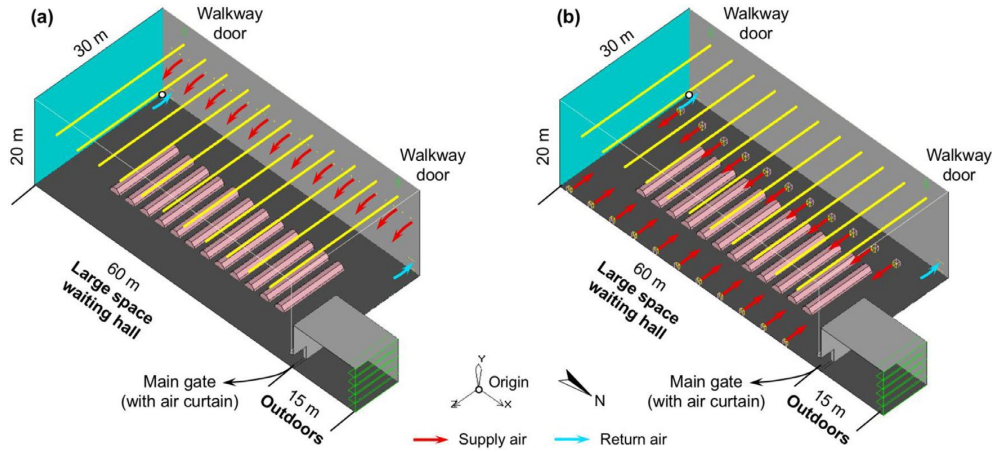 (a)
Walkway
door
30 m
20 m
Walkway
door
60 m
Large space
waiting hall
Main gate
(with air curtain)
15 m
Outdoors
(b)
Walkway
door
30 m
20 m
Walkway
door
60 m
Large space
waiting hall
Main gate
(with air curtain)
15 m
Outdoors
Y
Origin
Z
X
N
Supply air
Return air